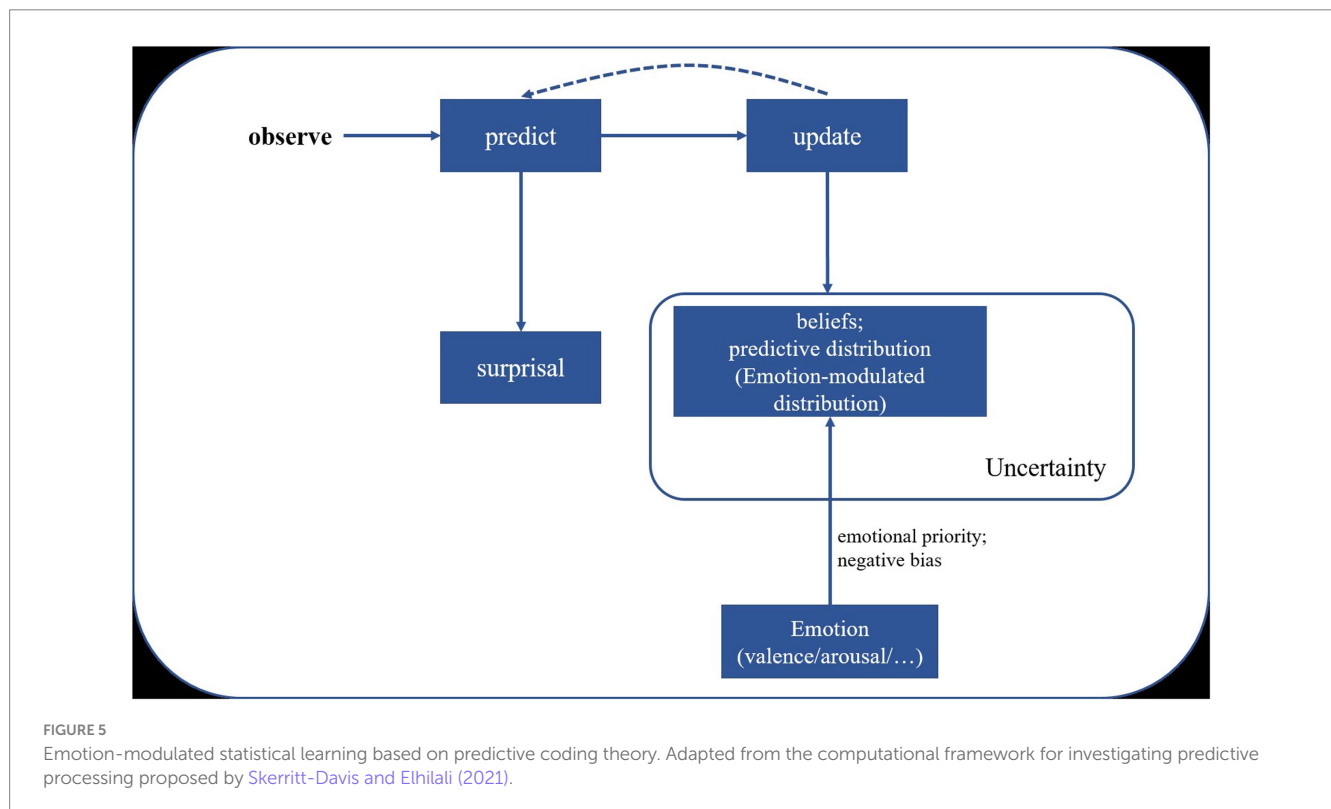 observe
predict
update
surprisal
beliefs;
predictive distribution
(Emotion-modulated
distribution)
Uncertainty
emotional priority;
negative bias
Emotion
(valence/arousal/…)
FIGURE 5
Emotion-modulated statistical learning based on predictive coding theory. Adapted from the computational framework for investigating predictive
processing proposed by Skerritt-Davis and Elhilali (2021).